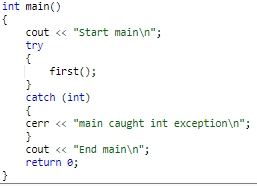 int main()
{
    cout << "Start main\n";
    try
    {
        first();
    }
    catch (int)
    {
    cerr << "main caught int exception\n";
    }
    cout << "End main\n";
    return 0;
}